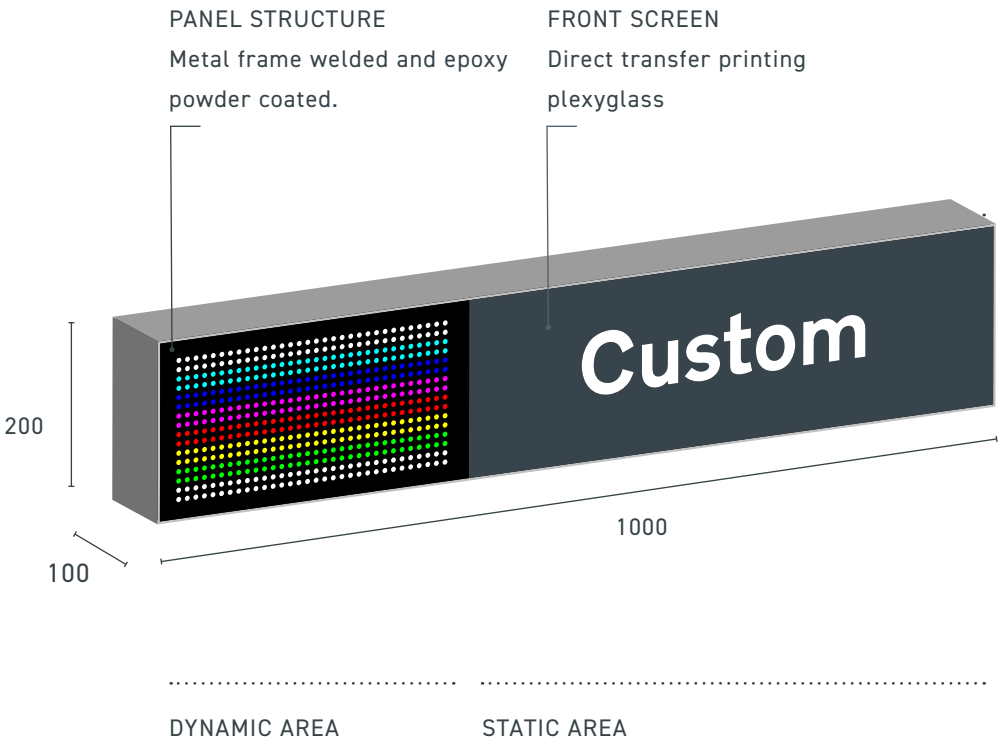 PANEL STRUCTURE
Metal frame welded and epoxy
powder coated.
FRONT SCREEN
Direct transfer printing
plexyglass
Custom
200
1000
100
DYNAMIC AREA
STATIC AREA